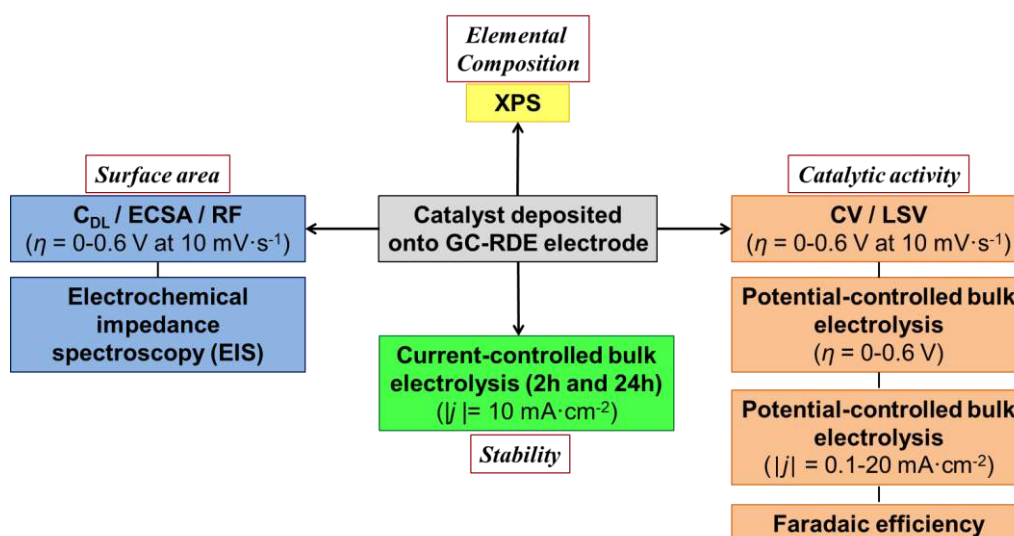 Elemental
Composition
XPS
Surface area
C_DL / ECSA / RF
(η = 0-0.6 V at 10 mV·s⁻¹)
Electrochemical
impedance
spectroscopy (EIS)
Catalyst deposited
onto GC-RDE electrode
Current-controlled bulk
electrolysis (2h and 24h)
(|j |= 10 mA·cm⁻²)
Stability
Catalytic activity
CV / LSV
(η = 0-0.6 V at 10 mV·s⁻¹)
Potential-controlled bulk
electrolysis
(η = 0-0.6 V)
Potential-controlled bulk
electrolysis
(|j| = 0.1-20 mA·cm⁻²)
Faradaic efficiency